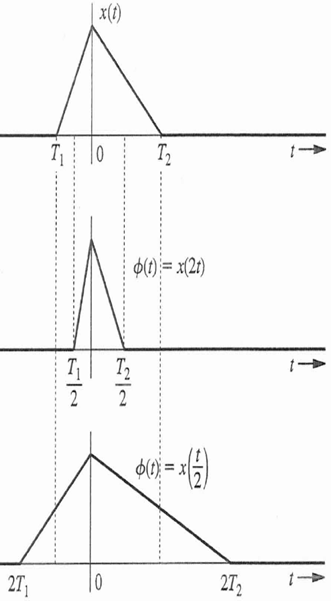 x(t)
T₁ 0 T₂ t →
ϕ(t) = x(2t)
T₁/2 T₂/2 t →
ϕ(t) = x(t/2)
2T₁ 0 2T₂ t →